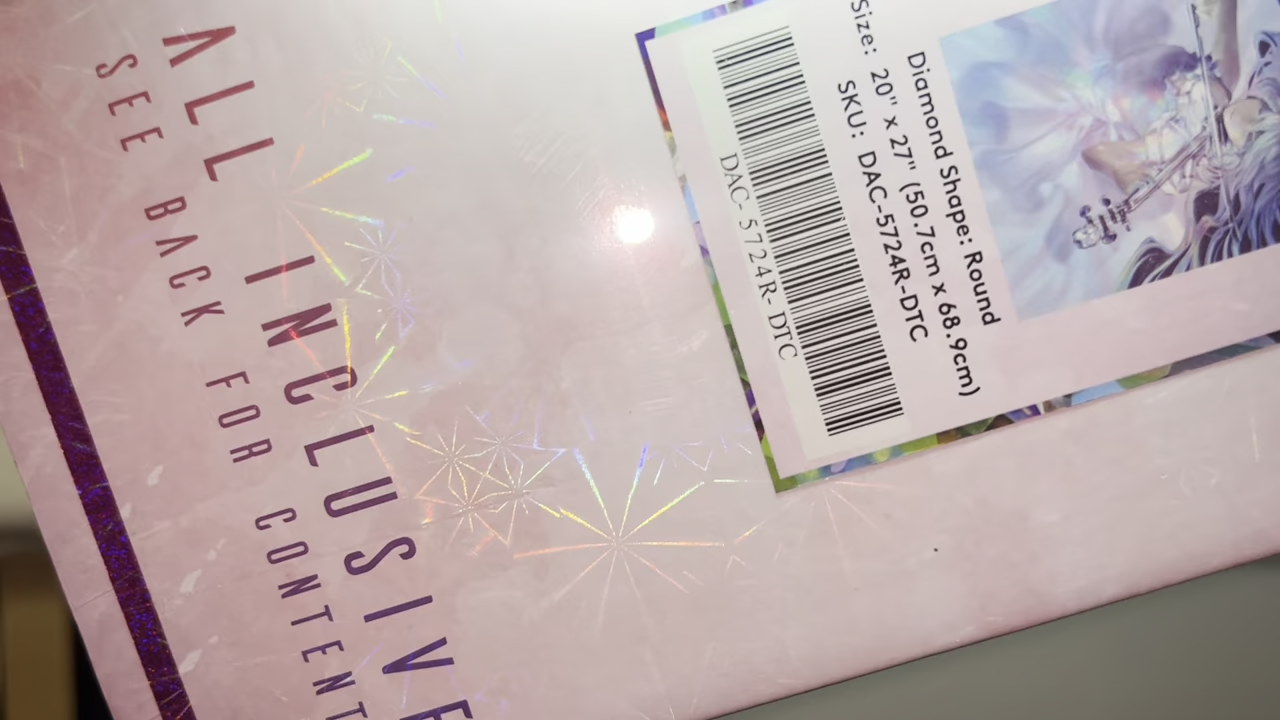 ALL INCLUSIVE
SEE BACK FOR
Diamond Shape: Round
Size: 20" x 27" (50.7cm x 68.9cm)
SKU: DAC-5724R-DTC
DAC-5724R-DTC